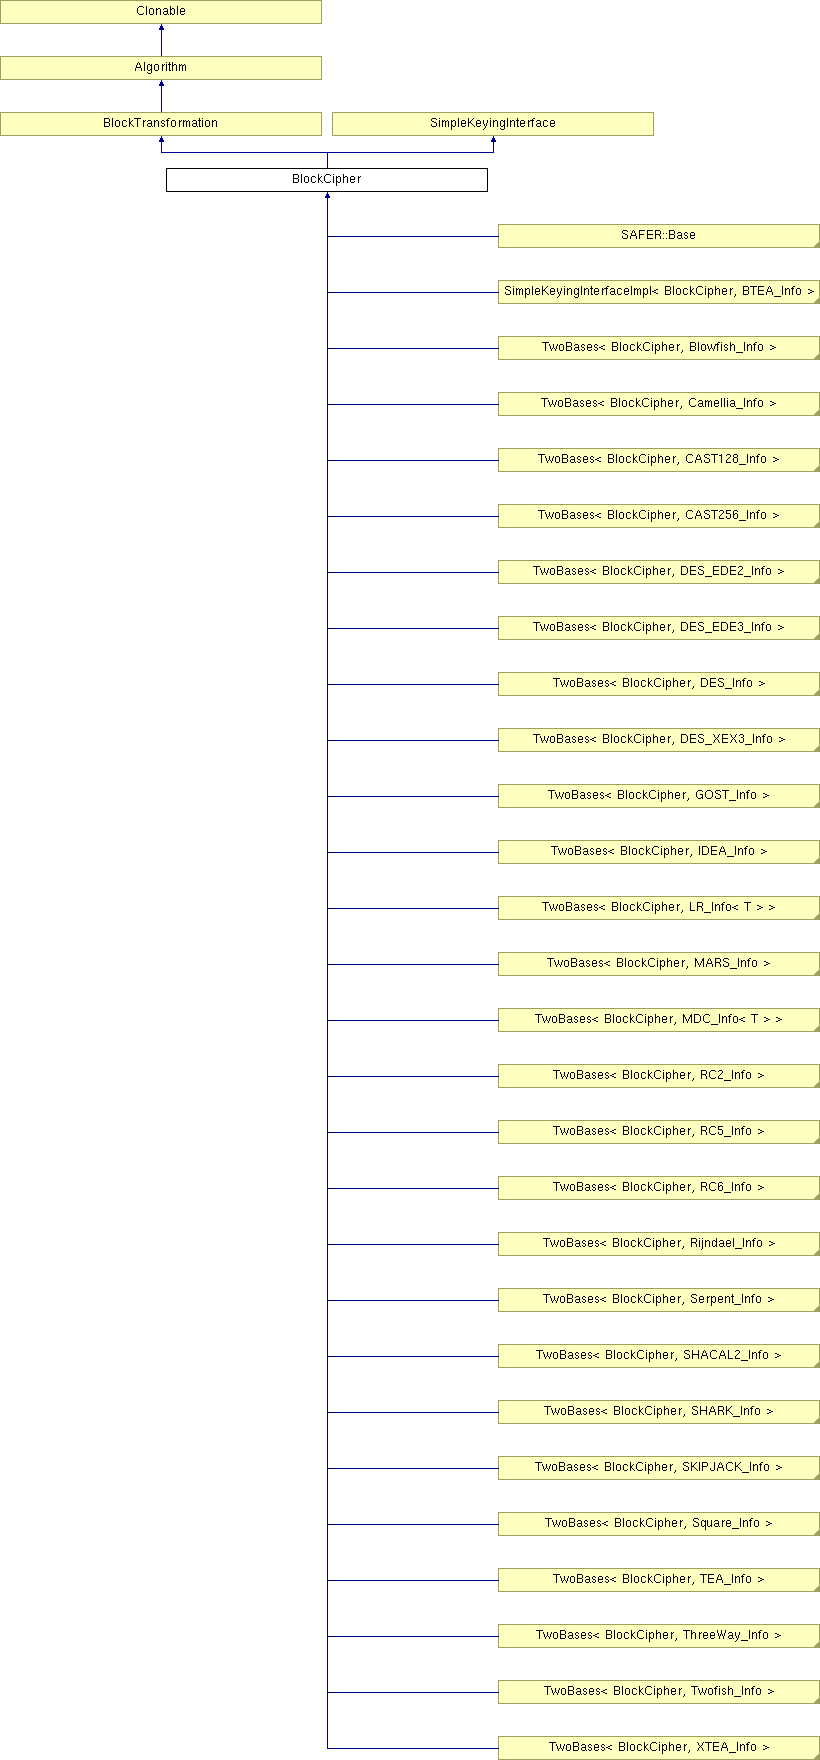 Clonable
Algorithm
BlockTransformation
SimpleKeyingInterface
BlockCipher
SAFER::Base
SimpleKeyingInterfaceImpl< BlockCipher, BTEA_Info >
TwoBases< BlockCipher, Blowfish_Info >
TwoBases< BlockCipher, Camellia_Info >
TwoBases< BlockCipher, CAST128_Info >
TwoBases< BlockCipher, CAST256_Info >
TwoBases< BlockCipher, DES_EDE2_Info >
TwoBases< BlockCipher, DES_EDE3_Info >
TwoBases< BlockCipher, DES_Info >
TwoBases< BlockCipher, DES_XEX3_Info >
TwoBases< BlockCipher, GOST_Info >
TwoBases< BlockCipher, IDEA_Info >
TwoBases< BlockCipher, LR_Info< T > >
TwoBases< BlockCipher, MARS_Info >
TwoBases< BlockCipher, MDC_Info< T > >
TwoBases< BlockCipher, RC2_Info >
TwoBases< BlockCipher, RC5_Info >
TwoBases< BlockCipher, RC6_Info >
TwoBases< BlockCipher, Rijndael_Info >
TwoBases< BlockCipher, Serpent_Info >
TwoBases< BlockCipher, SHACAL2_Info >
TwoBases< BlockCipher, SHARK_Info >
TwoBases< BlockCipher, SKIPJACK_Info >
TwoBases< BlockCipher, Square_Info >
TwoBases< BlockCipher, TEA_Info >
TwoBases< BlockCipher, ThreeWay_Info >
TwoBases< BlockCipher, Twofish_Info >
TwoBases< BlockCipher, XTEA_Info >